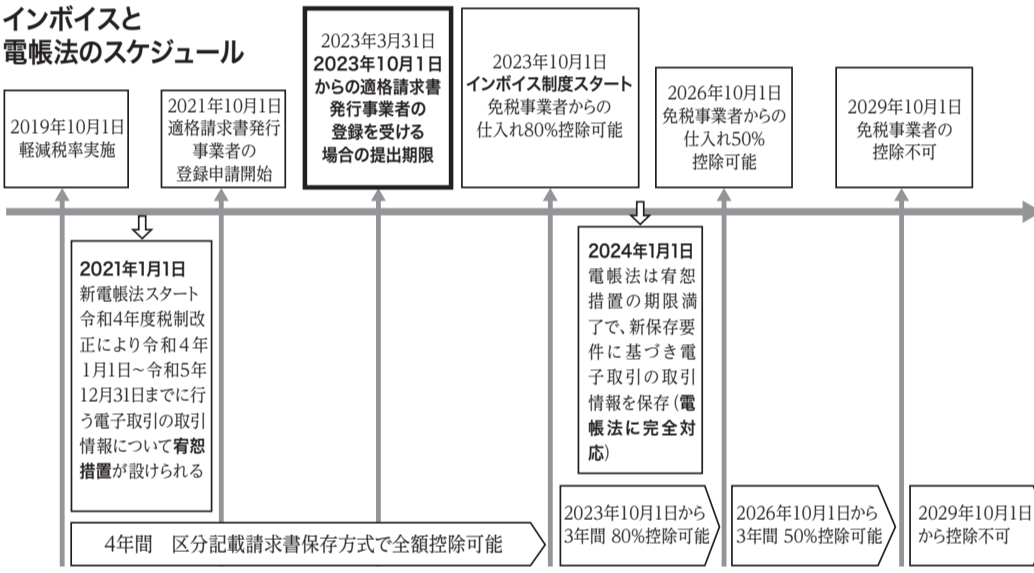 インボイスと
電帳法のスケジュール
2019年10月1日
軽減税率実施
2021年10月1日
適格請求書発行
事業者の
登録申請開始
2023年3月31日
2023年10月1日
からの適格請求書
発行事業者の
登録を受ける
場合の提出期限
2023年10月1日
インボイス制度スタート
免税事業者からの
仕入れ80%控除可能
2026年10月1日
免税事業者からの
仕入れ50%
控除可能
2029年10月1日
免税事業者の
控除不可
2021年1月1日
新電帳法スタート
令和4年度税制改
正により令和4年
1月1日~令和5年
12月31日までに行
う電子取引の取引
情報について宥恕
措置が設けられる
2024年1月1日
電帳法は宥恕
措置の期限満
了で、新保存要
件に基づき電
子取引の取引
情報を保存(電
帳法に完全対
応)
4年間 区分記載請求書保存方式で全額控除可能
2023年10月1日から
3年間 80%控除可能
2026年10月1日から
3年間 50%控除可能
2029年10月1日
から控除不可